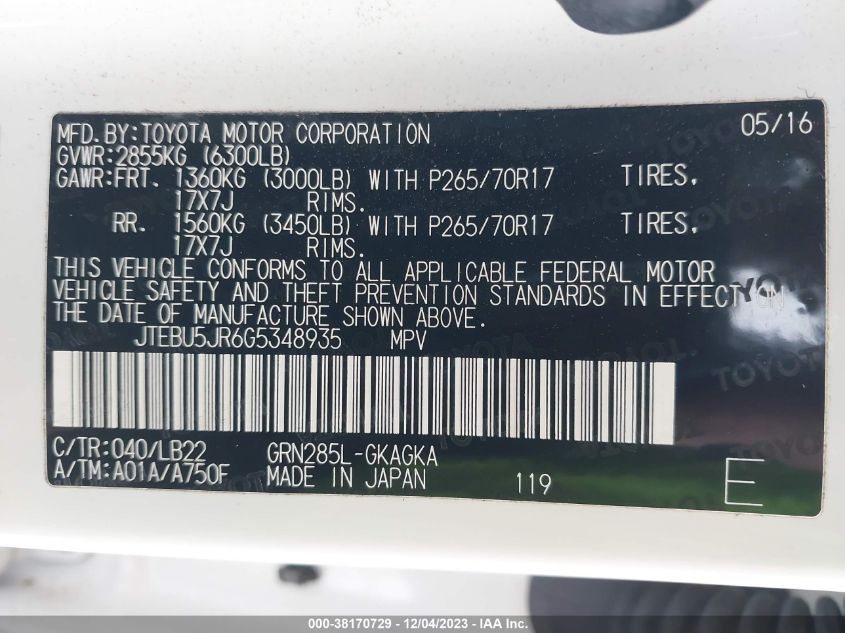 MFD.BY:TOYOTA MOTOR CORPORATION 05/16
GVWR:2855KG (6300LB)
GAWR:FRT. 1360KG (3000LB) WITH P265/70R17 TIRES.
17X7J RIMS.
RR. 1560KG (3450LB) WITH P265/70R17 TIRES.
17X7J RIMS.
THIS VEHICLE CONFORMS TO ALL APPLICABLE FEDERAL MOTOR
VEHICLE SAFETY AND THEFT PREVENTION STANDARDS IN EFFECT ON
THE DATE OF MANUFACTURE SHOWN ABOVE.
JTEBU5JR6G5348935 MPV
C/TR:040/LB22 GRN285L-GKAGKA
A/TM:A01A/A750F MADE IN JAPAN 119 E
TOYOTA
000-38170729 - 12/04/2023 - IAA Inc.